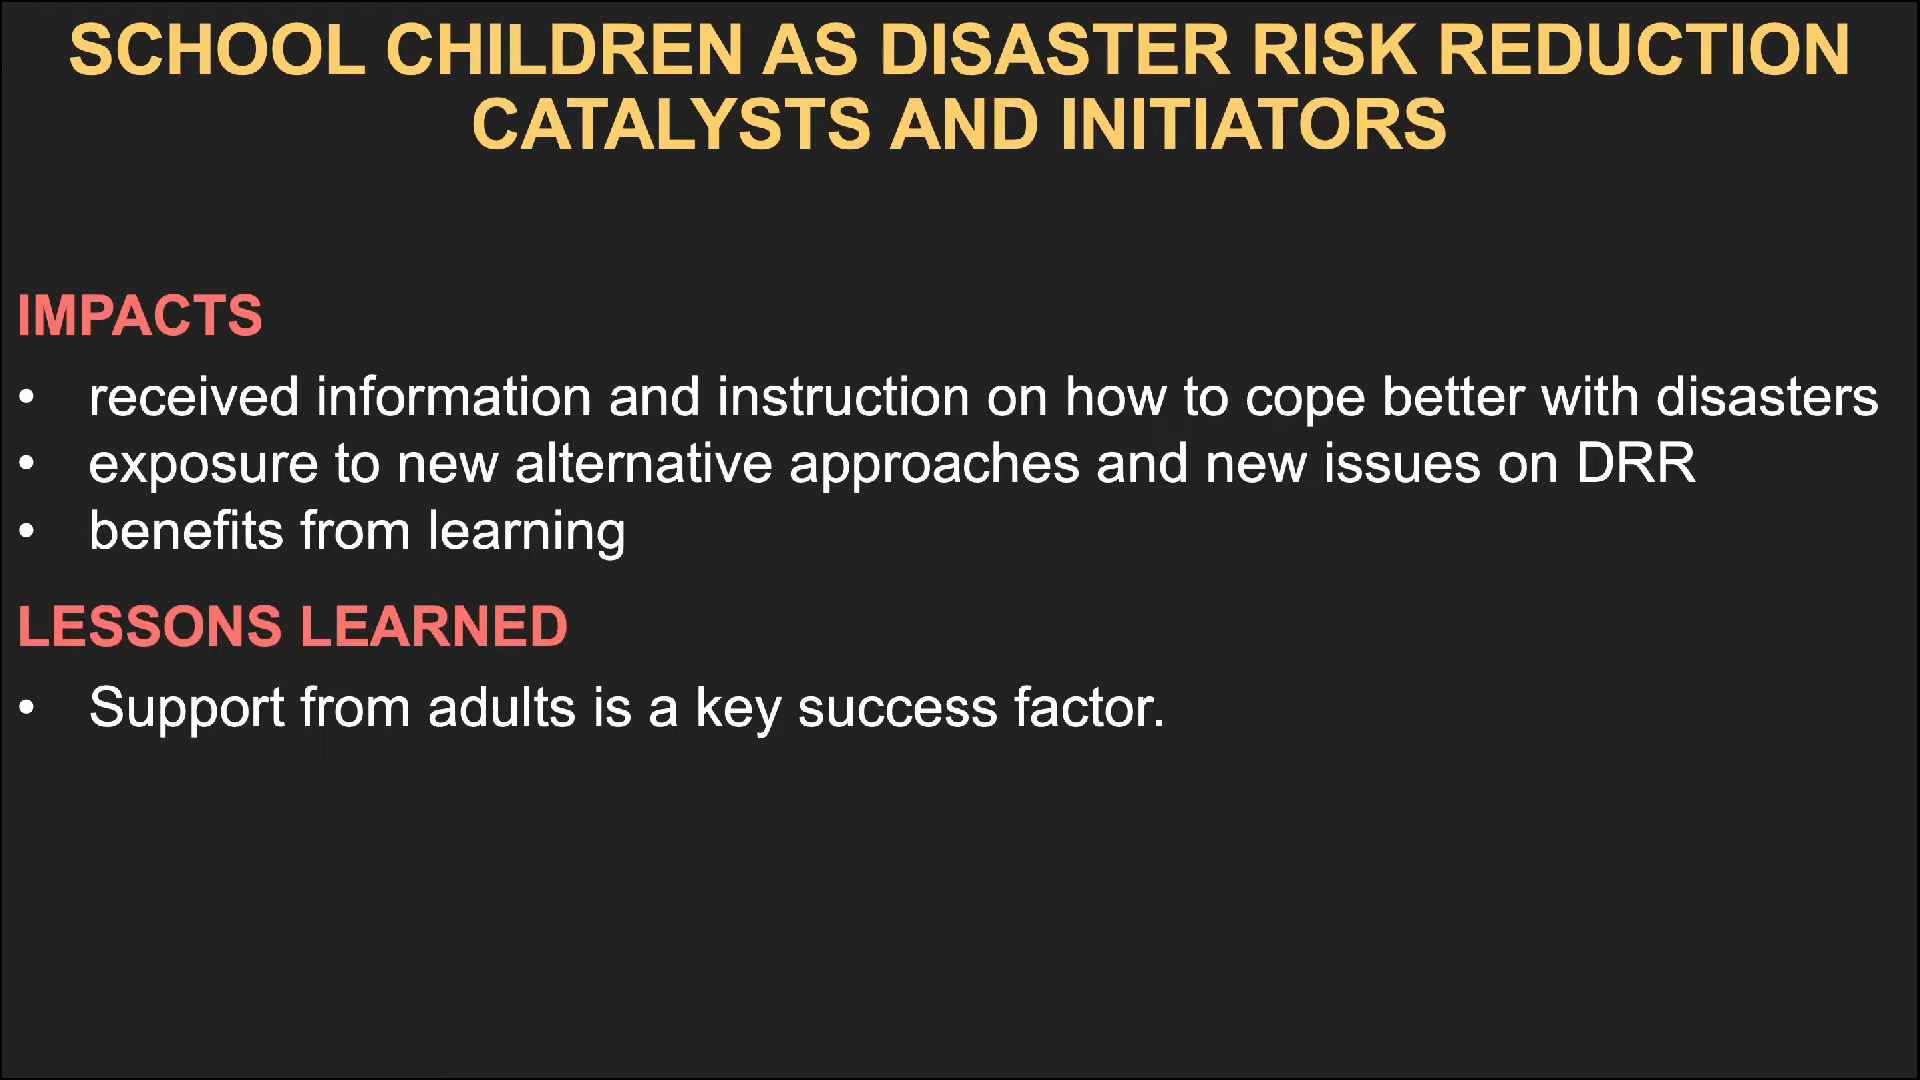 SCHOOL CHILDREN AS DISASTER RISK REDUCTION
CATALYSTS AND INITIATORS
IMPACTS
• received information and instruction on how to cope better with disasters
• exposure to new alternative approaches and new issues on DRR
• benefits from learning
LESSONS LEARNED
• Support from adults is a key success factor.